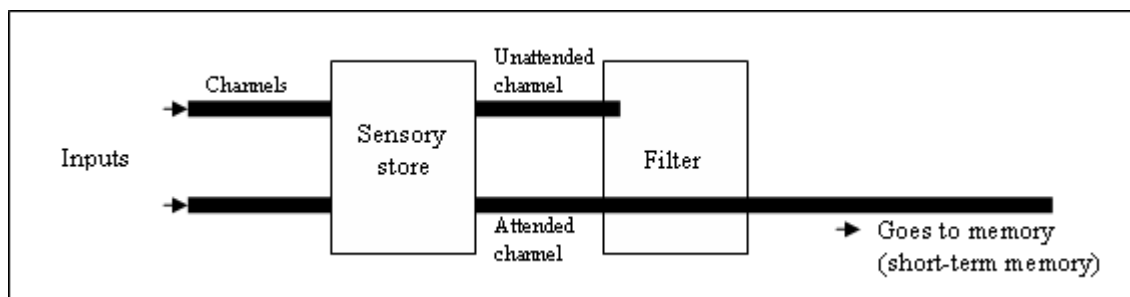 Channels
Inputs
Sensory
store
Unattended
channel
Attended
channel
Filter
Goes to memory
(short-term memory)